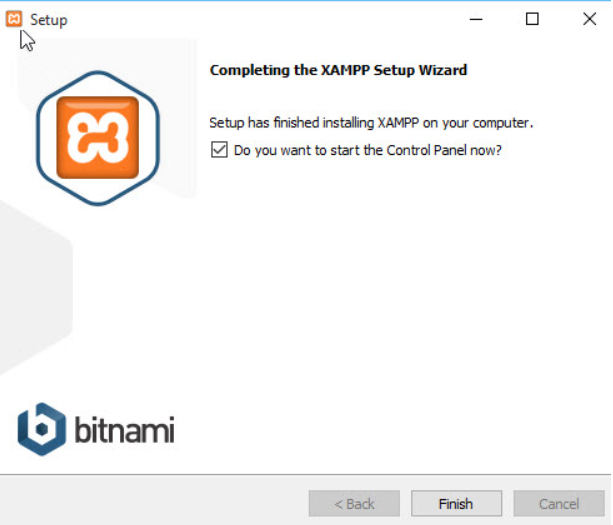 Setup
Completing the XAMPP Setup Wizard
Setup has finished installing XAMPP on your computer.
Do you want to start the Control Panel now?
bitnami
< Back Finish Cancel